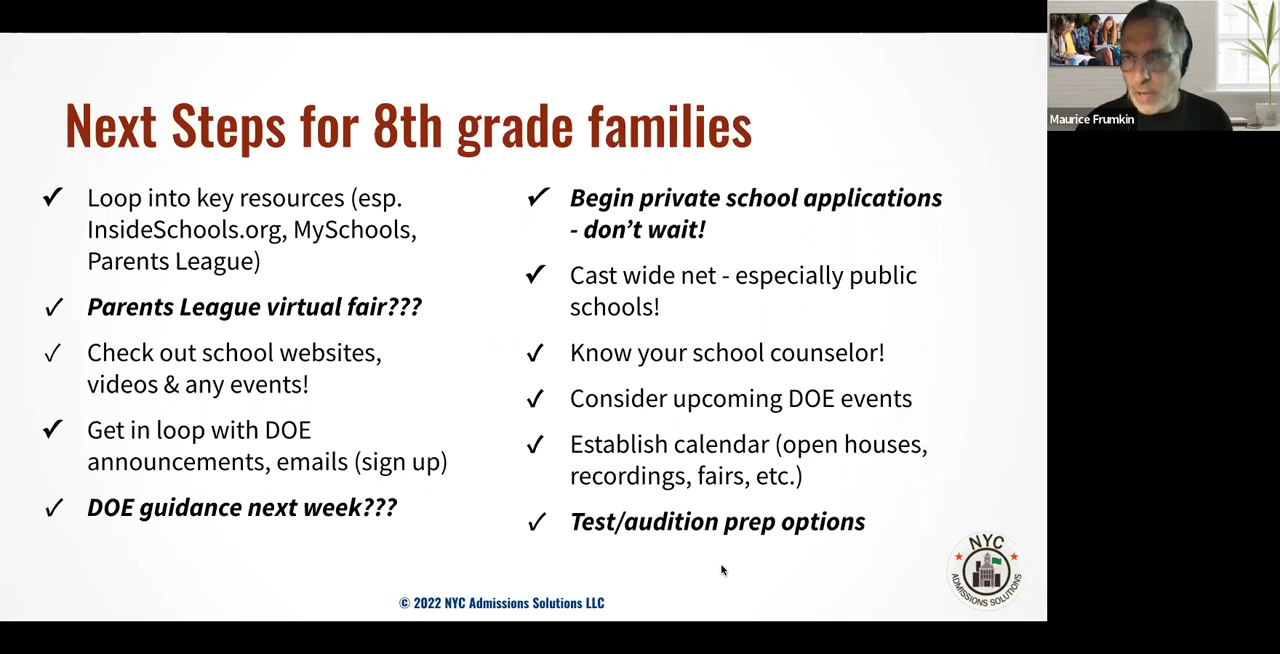 Next Steps for 8th grade families
✓ Loop into key resources (esp.
InsideSchools.org, MySchools,
Parents League)
✓ Parents League virtual fair???
✓ Check out school websites,
videos & any events!
✓ Get in loop with DOE
announcements, emails (sign up)
✓ DOE guidance next week???
✓ Begin private school applications
- don’t wait!
✓ Cast wide net - especially public
schools!
✓ Know your school counselor!
✓ Consider upcoming DOE events
✓ Establish calendar (open houses,
recordings, fairs, etc.)
✓ Test/audition prep options
© 2022 NYC Admissions Solutions LLC
NYC
ADMISSIONS SOLUTIONS
Maurice Frumkin